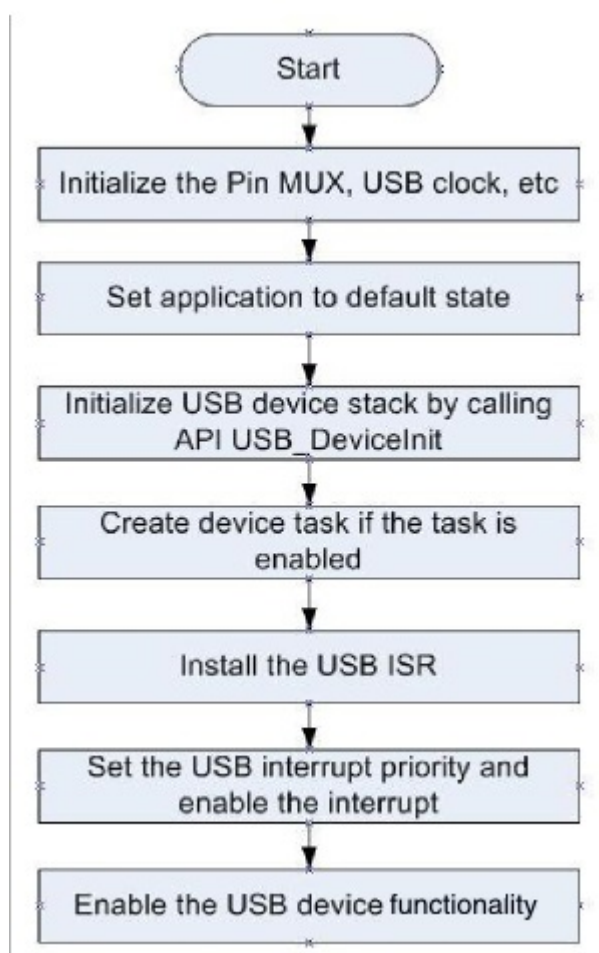 Start
Initialize the Pin MUX, USB clock, etc
Set application to default state
Initialize USB device stack by calling
API USB_DeviceInit
Create device task if the task is
enabled
Install the USB ISR
Set the USB interrupt priority and
enable the interrupt
Enable the USB device functionality